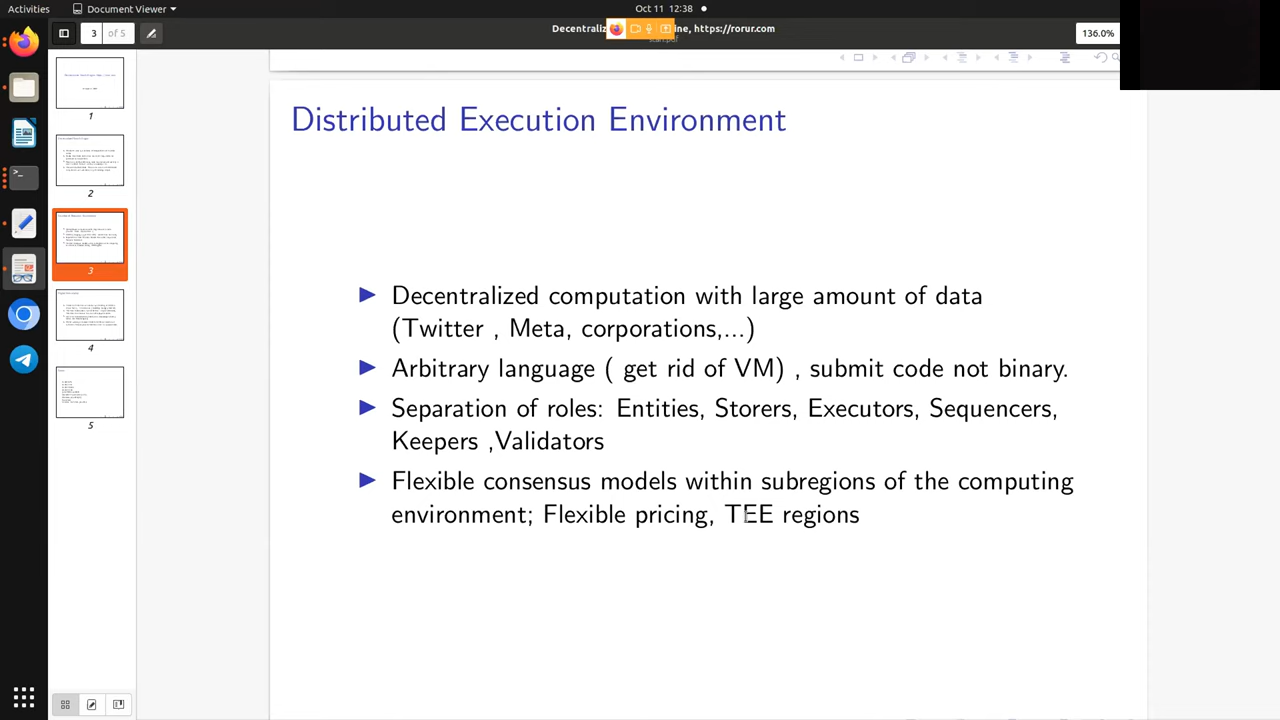 Activities
Document Viewer
Oct 11 12:38
3 of 5
Decentraliz
ine, https://rorur.com
136.0%
1
2
3
4
5
Distributed Execution Environment
Decentralized computation with large amount of data
(Twitter , Meta, corporations,...)
Arbitrary language ( get rid of VM) , submit code not binary.
Separation of roles: Entities, Storers, Executors, Sequencers,
Keepers ,Validators
Flexible consensus models within subregions of the computing
environment; Flexible pricing, TEE regions